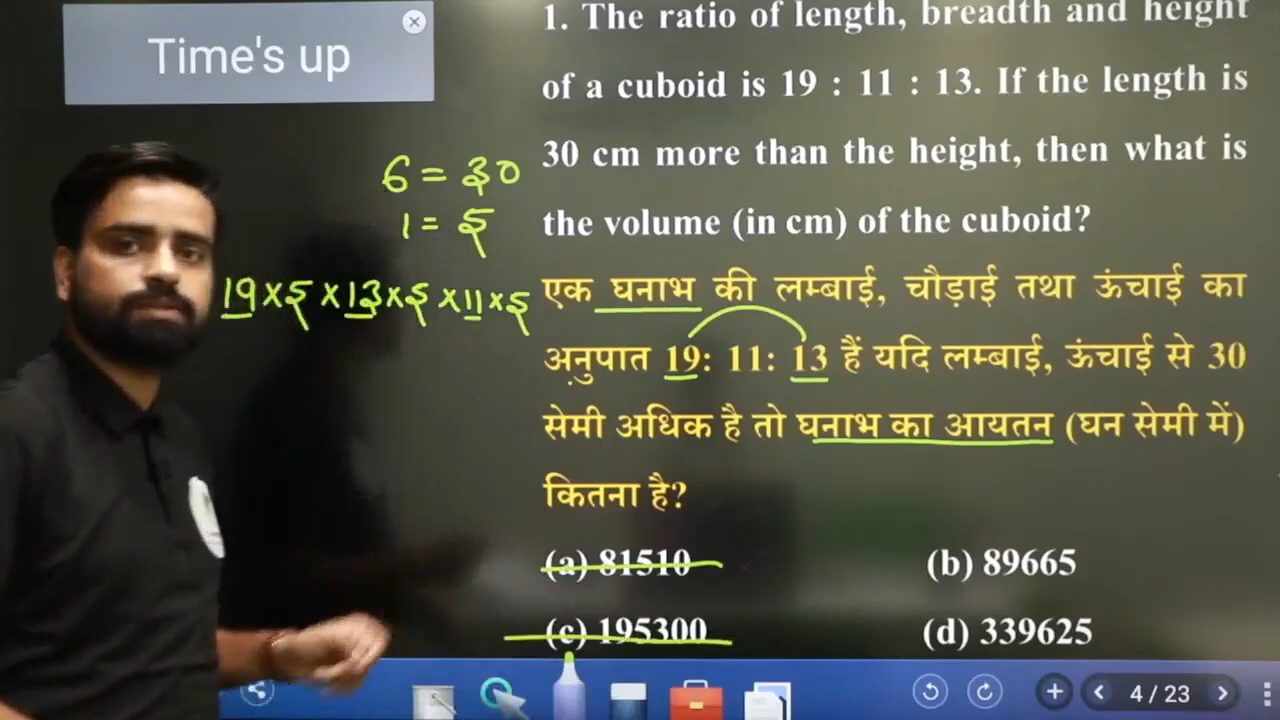 Time's up
1. The ratio of length, breadth and height
of a cuboid is 19 : 11 : 13. If the length is
30 cm more than the height, then what is
the volume (in cm) of the cuboid?
6 = 30
1 = 5
19×5×13×5×11×5
एक घनाभ की लम्बाई, चौड़ाई तथा ऊंचाई का
अनुपात 19: 11: 13 हैं यदि लम्बाई, ऊंचाई से 30
सेमी अधिक है तो घनाभ का आयतन (घन सेमी में)
कितना है?
(a) 81510 (b) 89665
(c) 195300 (d) 339625
4 / 23